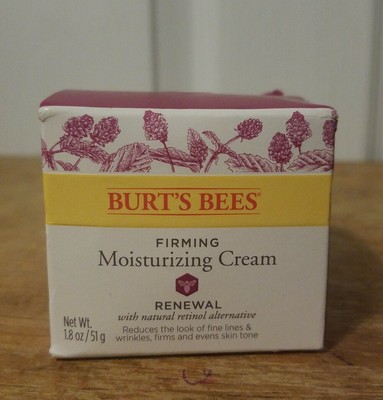 BURT'S BEES®
FIRMING
Moisturizing Cream
RENEWAL
with natural retinol alternative
Net Wt.
1.8 oz / 51 g
Reduces the look of fine lines &
wrinkles, firms and evens skin tone